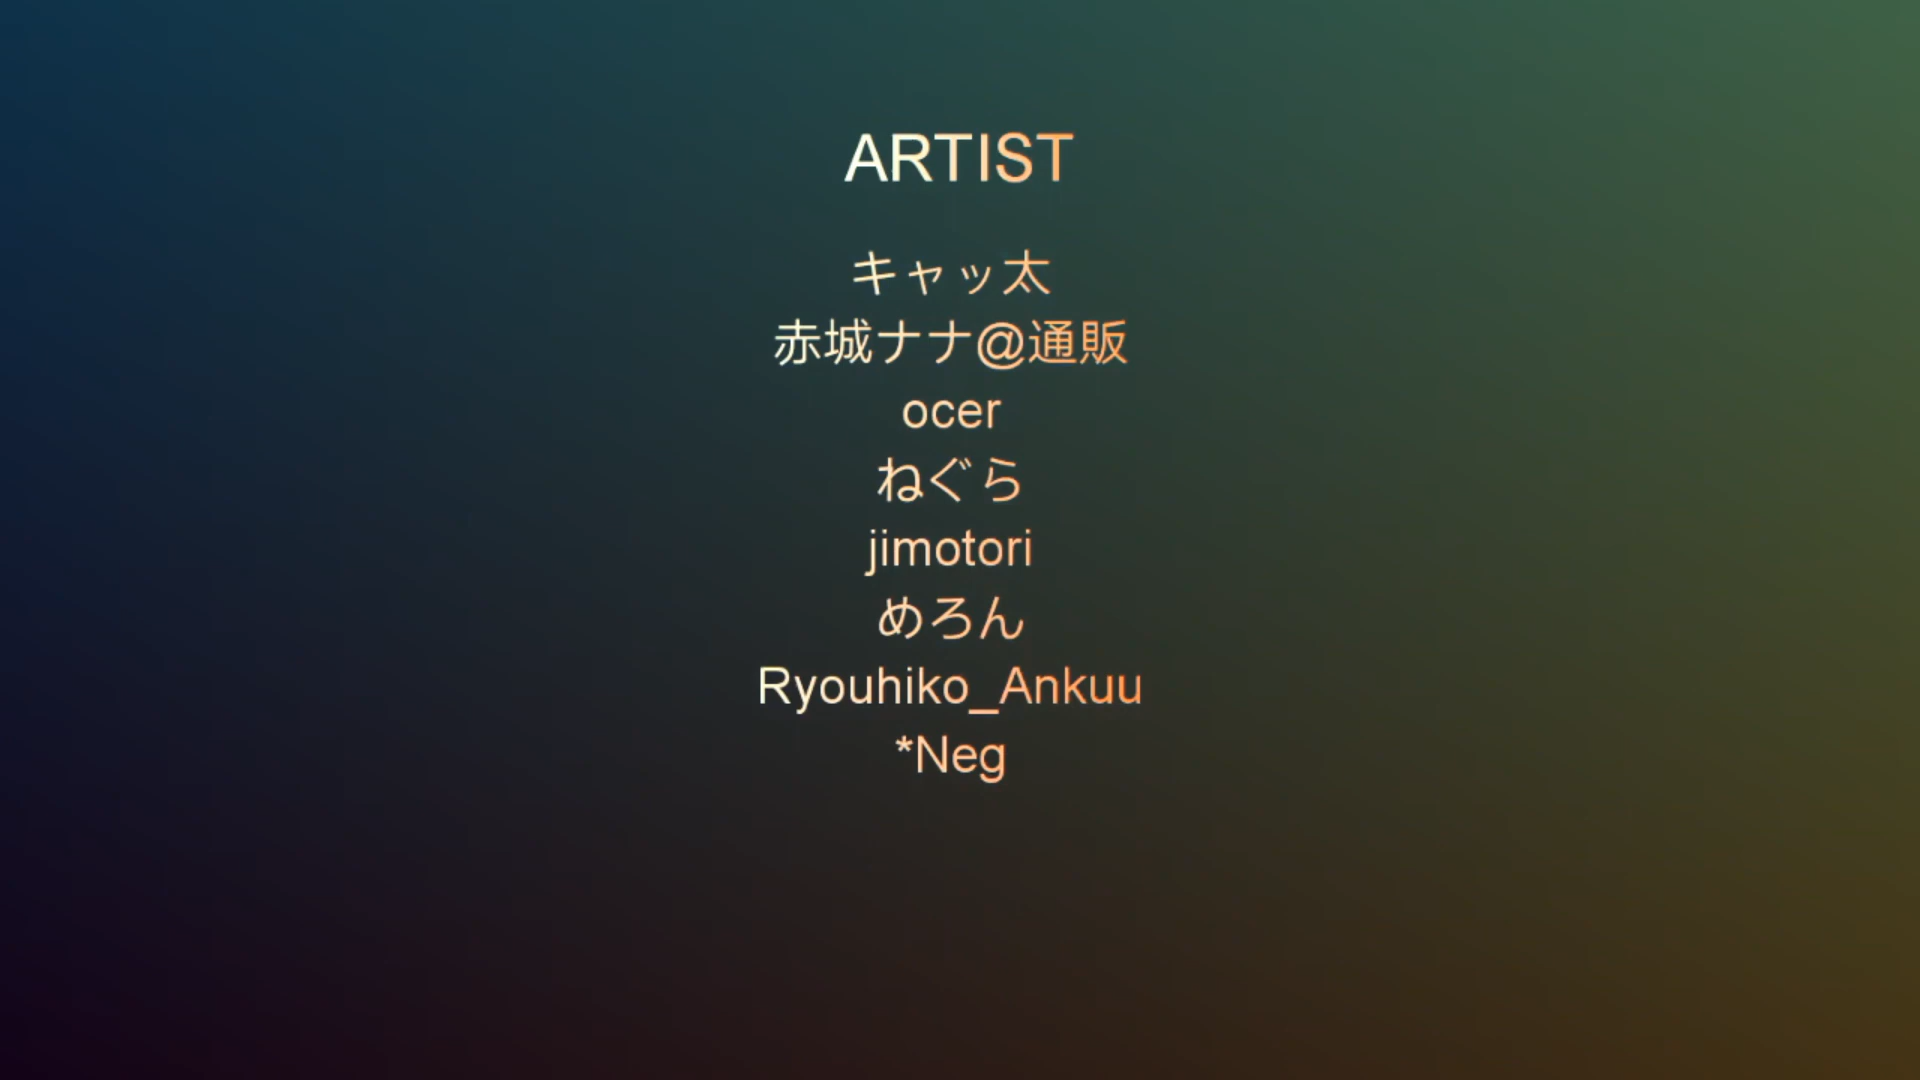 ARTIST
キャッ太
赤城ナナ@通販
ocer
ねぐら
jimotori
めろん
Ryouhiko_Ankuu
*Neg